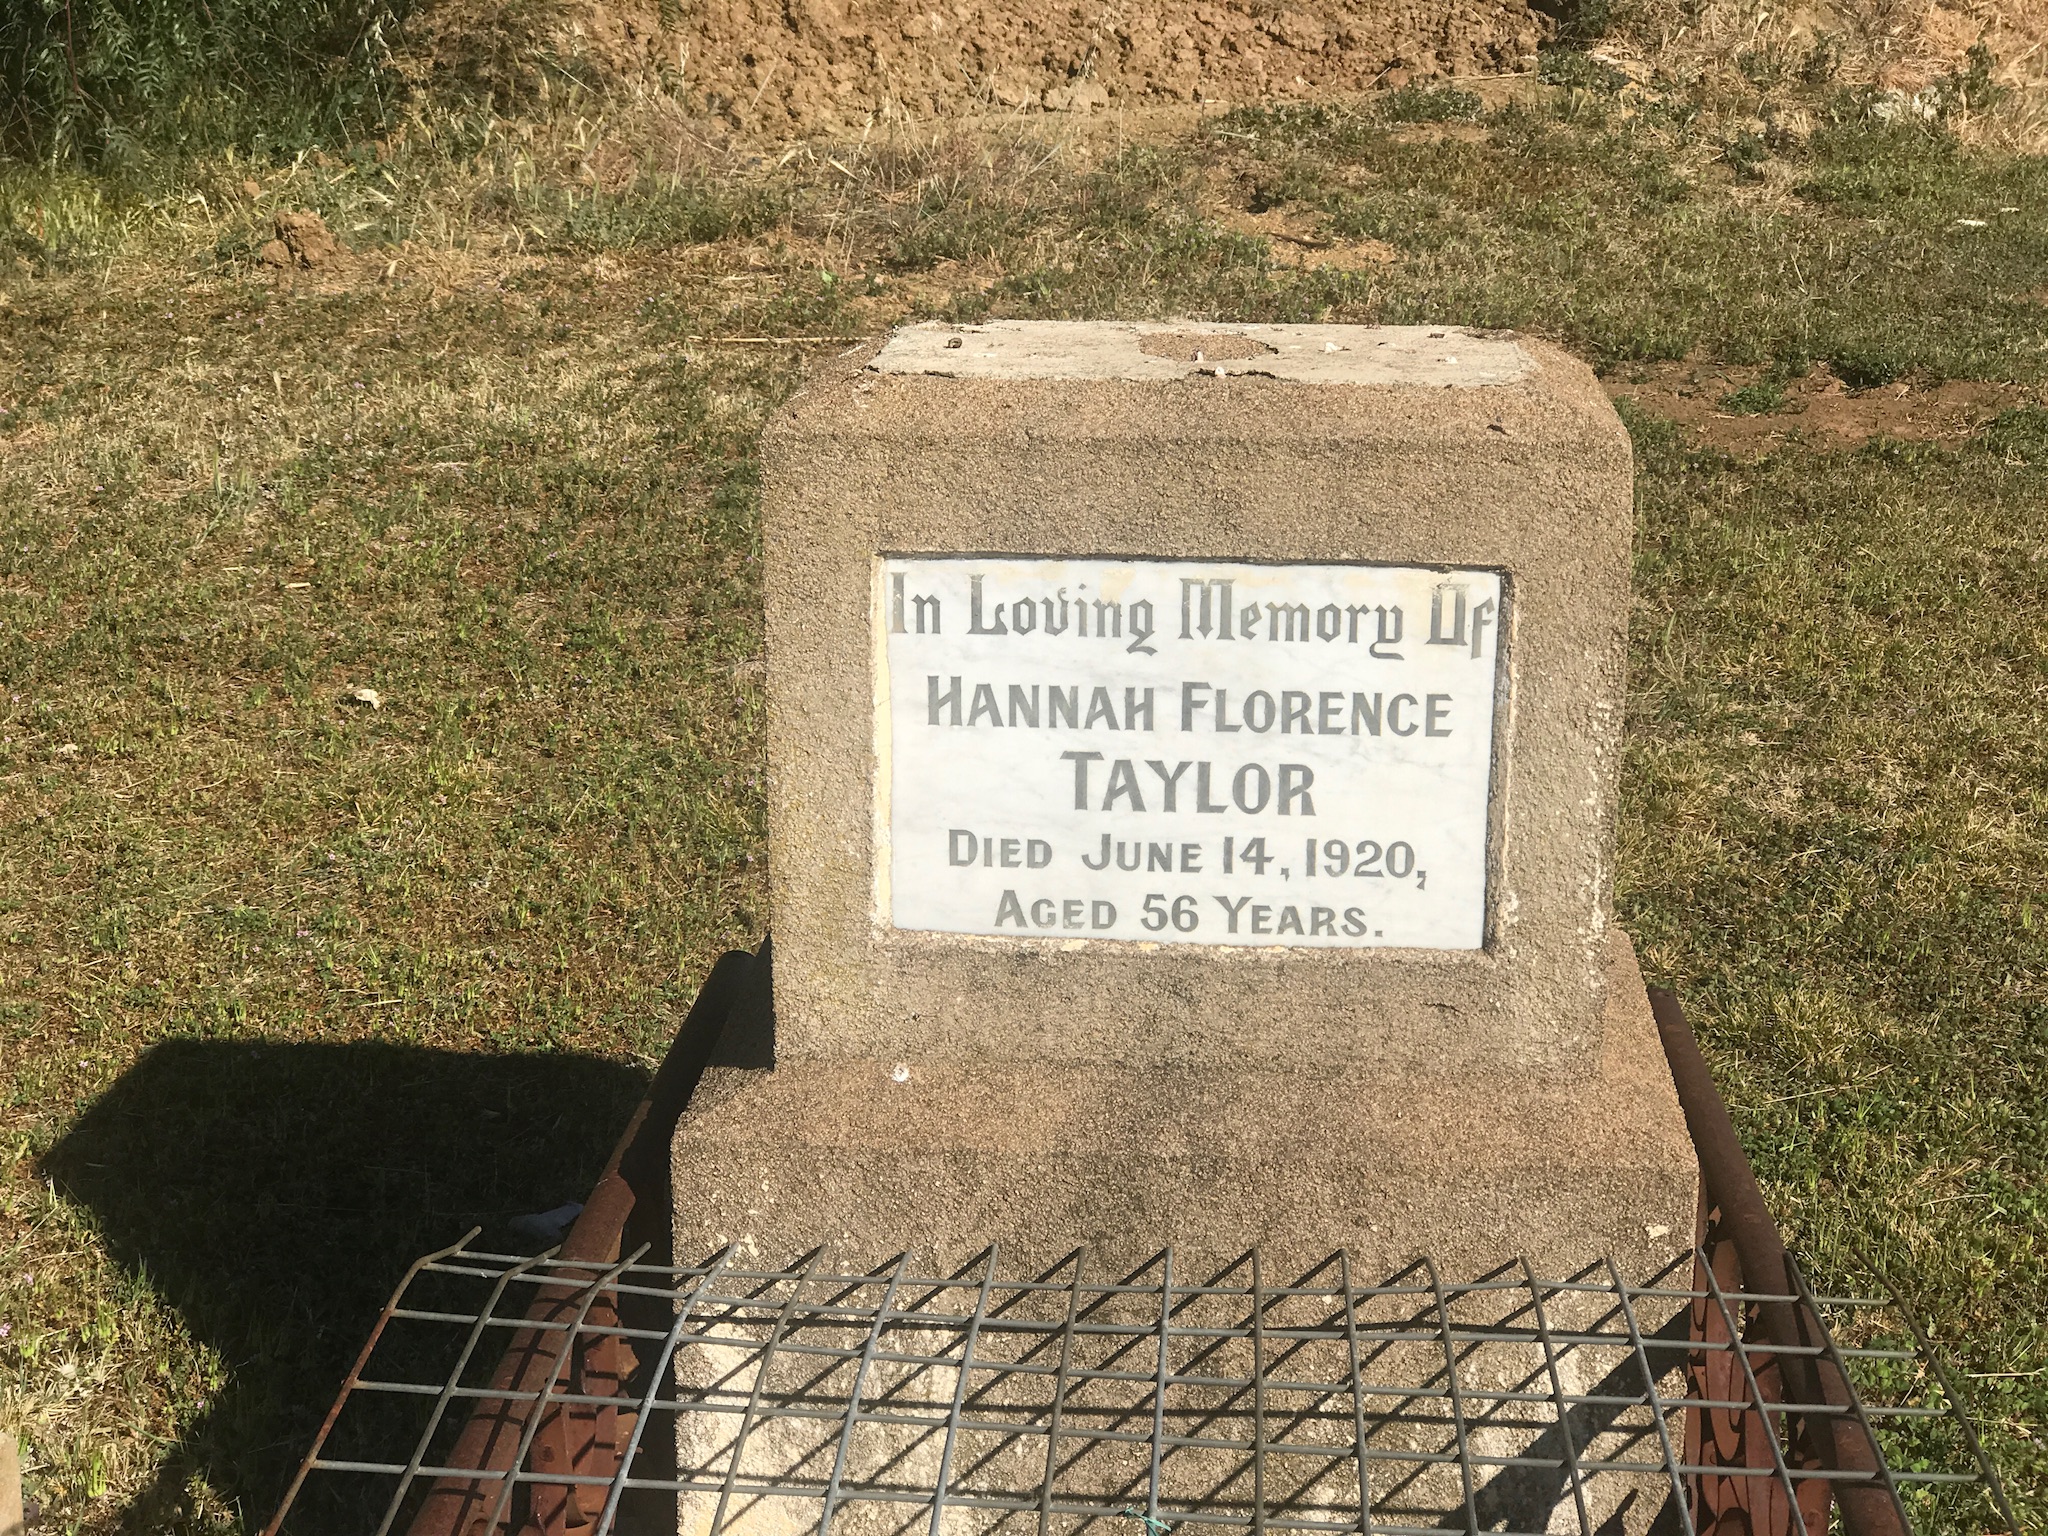 In Loving Memory Of
HANNAH FLORENCE
TAYLOR
DIED JUNE 14, 1920,
AGED 56 YEARS.